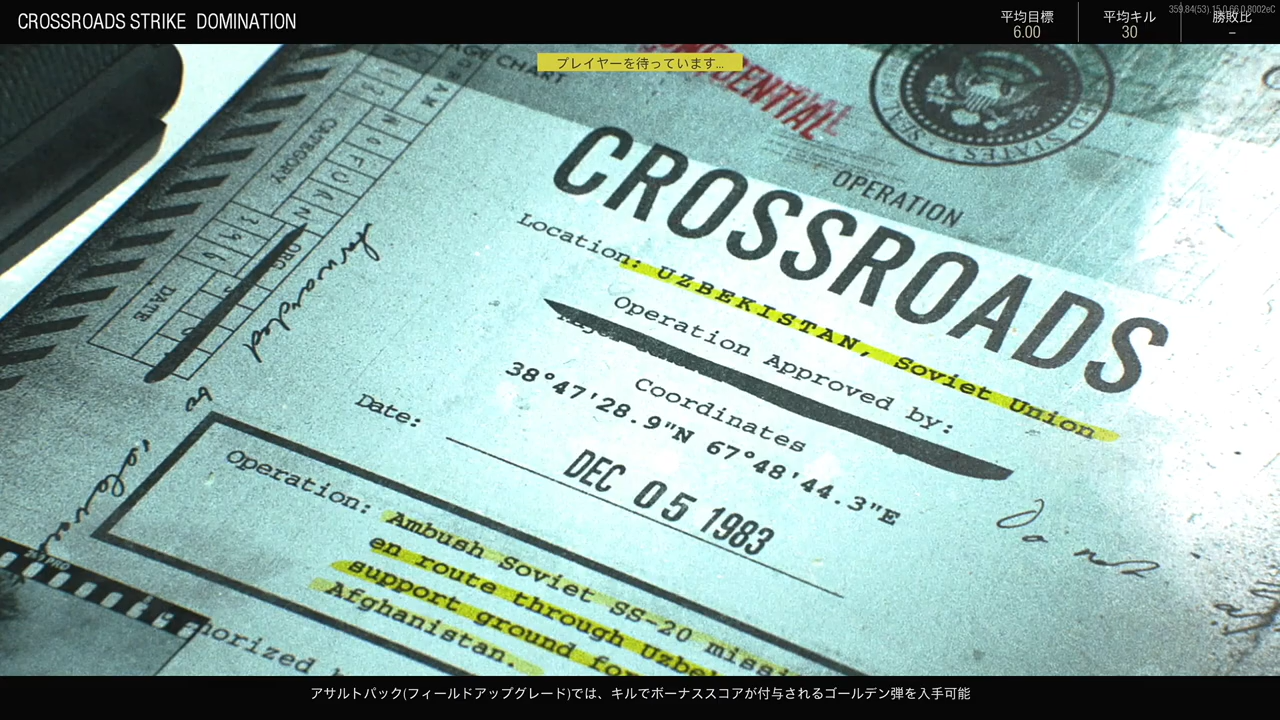 CROSSROADS STRIKE DOMINATION
平均目標
6.00
平均キル
30
勝敗比
–
プレイヤーを待っています...
CHART
CONFIDENTIAL
OPERATION
CROSSROADS
Location: UZBEKISTAN, Soviet Union
Operation Approved by:
Coordinates
38°47'28.9"N 67°48'44.3"E
Date:
DEC 05 1983
Operation: Ambush Soviet SS-20 missi
en route through Uzbe
support ground fo
Afghanistan.
CATEGORY
DATE
ORG
Do not
アサルトパック(フィールドアップグレード)では、キルでボーナススコアが付与されるゴールデン弾を入手可能